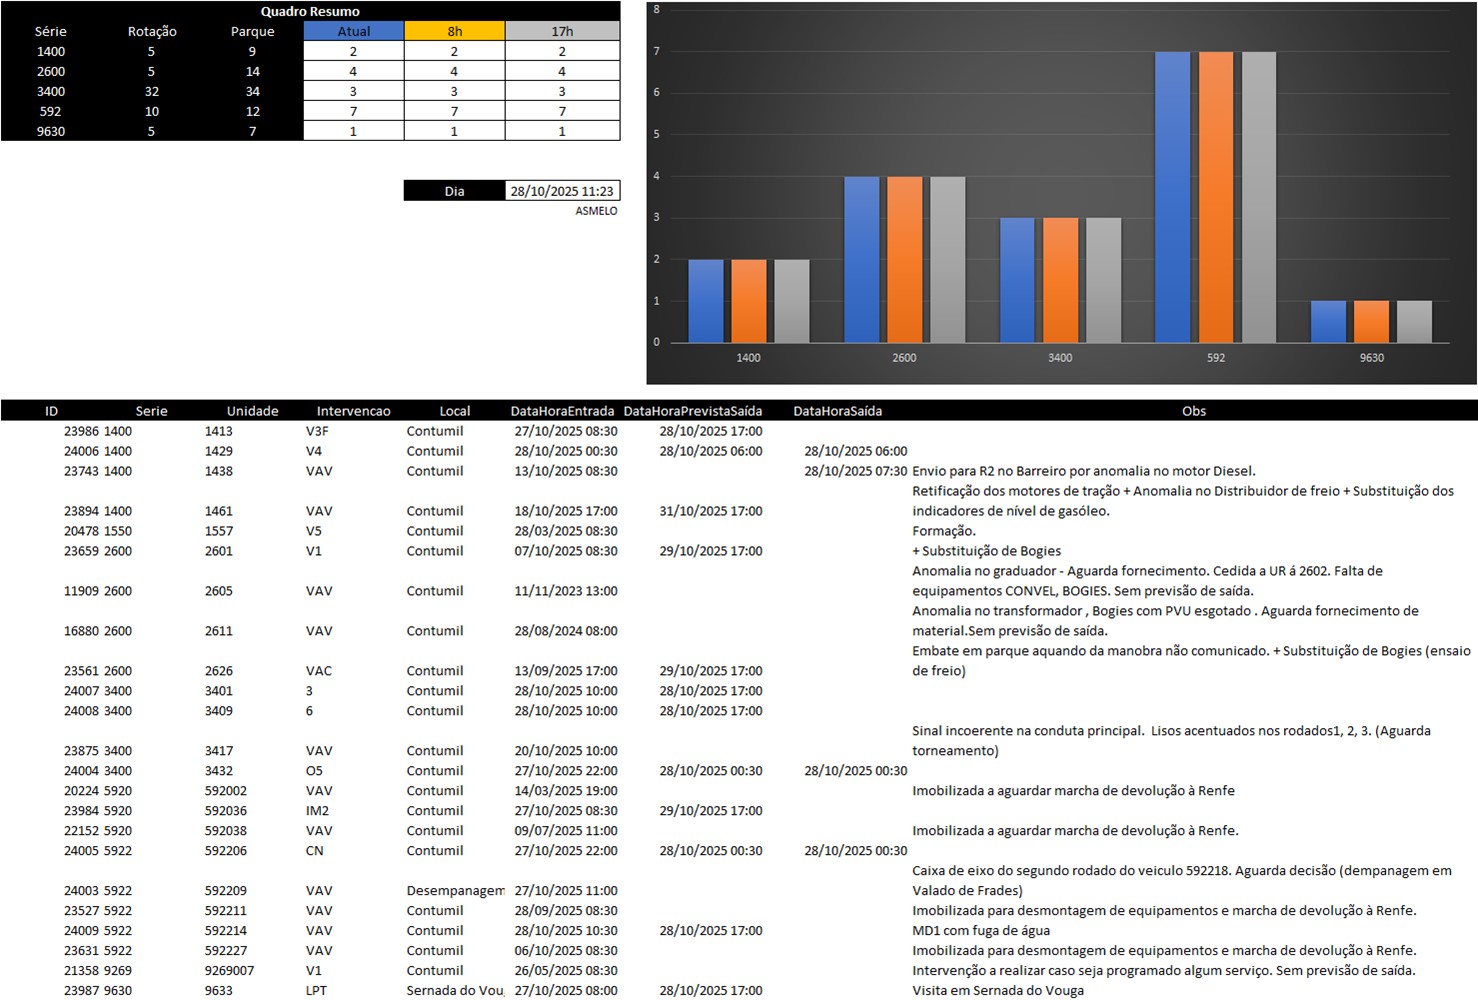 Quadro Resumo
Série Rotação Parque Atual 8h 17h
1400 5 9 2 2 2
2600 5 14 4 4 4
3400 32 34 3 3 3
592 10 12 7 7 7
9630 5 7 1 1 1
Dia 28/10/2025 11:23
ASMELO
8
7
6
5
4
3
2
1
0
1400 2600 3400 592 9630
ID Serie Unidade Intervencao Local DataHoraEntrada DataHoraPrevistaSaída DataHoraSaída Obs
23986 1400 1413 V3F Contumil 27/10/2025 08:30 28/10/2025 17:00
24006 1400 1429 V4 Contumil 28/10/2025 00:30 28/10/2025 06:00 28/10/2025 06:00
23743 1400 1438 VAV Contumil 13/10/2025 08:30 28/10/2025 07:30 Envio para R2 no Barreiro por anomalia no motor Diesel.
Retificação dos motores de tração + Anomalia no Distribuidor de freio + Substituição dos
23894 1400 1461 VAV Contumil 18/10/2025 17:00 31/10/2025 17:00 indicadores de nível de gasóleo.
20478 1550 1557 V5 Contumil 28/03/2025 08:30 Formação.
23659 2600 2601 V1 Contumil 07/10/2025 08:30 29/10/2025 17:00 + Substituição de Bogies
Anomalia no graduador - Aguarda fornecimento. Cedida a UR á 2602. Falta de
11909 2600 2605 VAV Contumil 11/11/2023 13:00 equipamentos CONVEL, BOGIES. Sem previsão de saída.
Anomalia no transformador , Bogies com PVU esgotado . Aguarda fornecimento de
16880 2600 2611 VAV Contumil 28/08/2024 08:00 material.Sem previsão de saída.
Embate em parque aquando da manobra não comunicado. + Substituição de Bogies (ensaio
23561 2600 2626 VAC Contumil 13/09/2025 17:00 29/10/2025 17:00 de freio)
24007 3400 3401 3 Contumil 28/10/2025 10:00 28/10/2025 17:00
24008 3400 3409 6 Contumil 28/10/2025 10:00 28/10/2025 17:00
Sinal incoerente na conduta principal.  Lisos acentuados nos rodados1, 2, 3. (Aguarda
23875 3400 3417 VAV Contumil 20/10/2025 10:00 torneamento)
24004 3400 3432 O5 Contumil 27/10/2025 22:00 28/10/2025 00:30 28/10/2025 00:30
20224 5920 592002 VAV Contumil 14/03/2025 19:00 Imobilizada a aguardar marcha de devolução à Renfe
23984 5920 592036 IM2 Contumil 27/10/2025 08:30 29/10/2025 17:00
22152 5920 592038 VAV Contumil 09/07/2025 11:00 Imobilizada a aguardar marcha de devolução à Renfe.
24005 5922 592206 CN Contumil 27/10/2025 22:00 28/10/2025 00:30 28/10/2025 00:30
Caixa de eixo do segundo rodado do veiculo 592218. Aguarda decisão (dempanagem em
24003 5922 592209 VAV Desempanagem 27/10/2025 11:00 Valado de Frades)
23527 5922 592211 VAV Contumil 28/09/2025 08:30 Imobilizada para desmontagem de equipamentos e marcha de devolução à Renfe.
24009 5922 592214 VAV Contumil 28/10/2025 10:30 28/10/2025 17:00 MD1 com fuga de água
23631 5922 592227 VAV Contumil 06/10/2025 08:30 Imobilizada para desmontagem de equipamentos e marcha de devolução à Renfe.
21358 9269 9269007 V1 Contumil 26/05/2025 08:30 Intervenção a realizar caso seja programado algum serviço. Sem previsão de saída.
23987 9630 9633 LPT Sernada do Vou 27/10/2025 08:00 28/10/2025 17:00 Visita em Sernada do Vouga